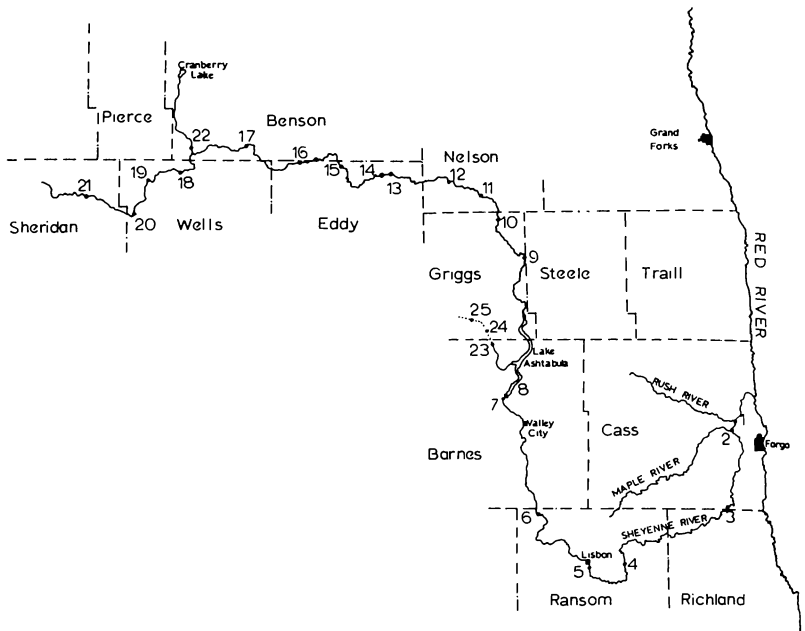 Cranberry
Lake
Pierce
Benson
22
17
16
15
14
13
Nelson
12
11
10
Grand
Forks
21
19
18
20
Sheridan
Wells
Eddy
9
Griggs
Steele
Traill
RED RIVER
25
24
23
Lake
Ashtabula
8
7
Valley
City
RUSH RIVER
2
Fargo
Cass
Barnes
MAPLE RIVER
6
3
SHEYENNE RIVER
Lisbon
5
4
Ransom
Richland